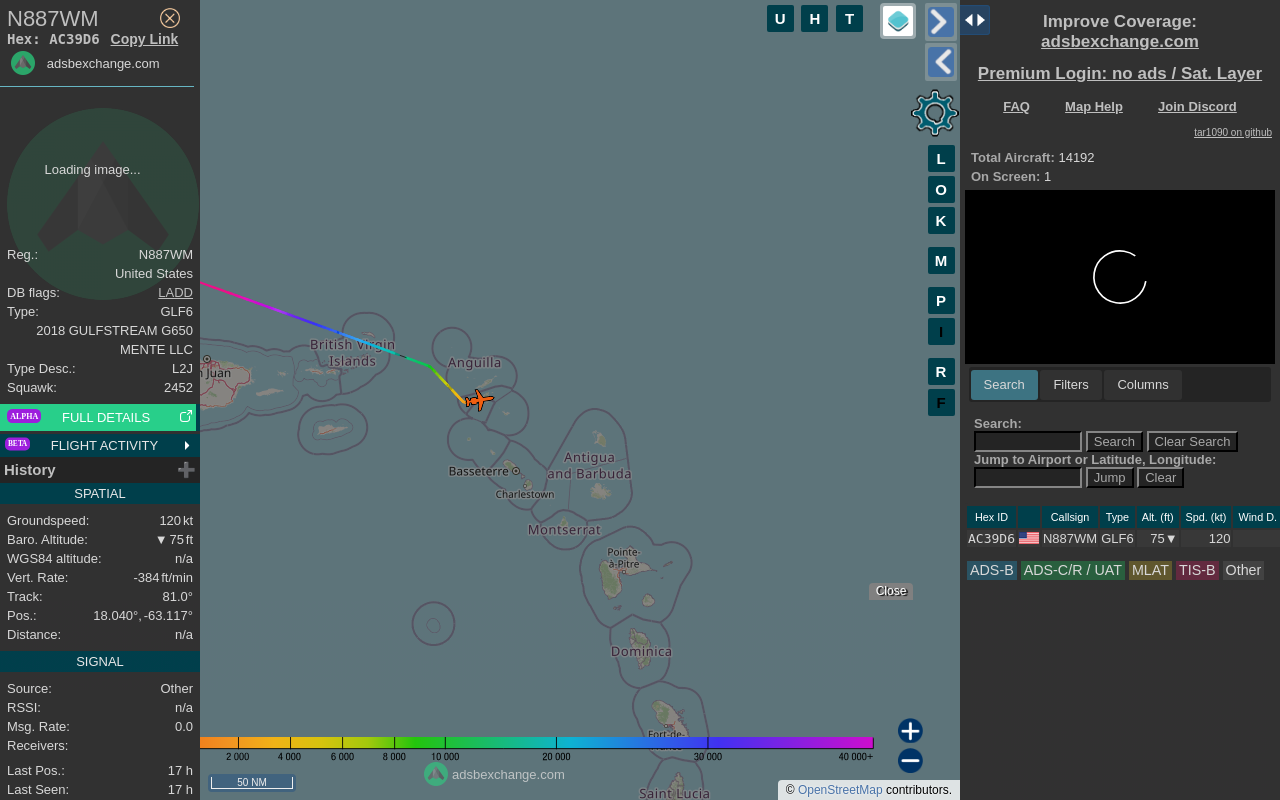 N887WM
Hex: AC39D6 Copy Link
adsbexchange.com
Loading image...
Reg.: N887WM
United States
DB flags: LADD
Type: GLF6
2018 GULFSTREAM G650
MENTE LLC
Type Desc.: L2J
Squawk: 2452
ALPHA FULL DETAILS
BETA FLIGHT ACTIVITY
History
SPATIAL
Groundspeed: 120 kt
Baro. Altitude: ▼ 75 ft
WGS84 altitude: n/a
Vert. Rate: -384 ft/min
Track: 81.0°
Pos.: 18.040°, -63.117°
Distance: n/a
SIGNAL
Source: Other
RSSI: n/a
Msg. Rate: 0.0
Receivers:
Last Pos.: 17 h
Last Seen: 17 h
U H T
L
O
K
M
P
I
R
F
British Virgin
Islands
Anguilla
n Juan
Antigua
and Barbuda
Basseterre
Charlestown
Montserrat
Pointe-
à-Pitre
Dominica
Fort-de-
Saint Lucia
Close
2 000 4 000 6 000 8 000 10 000 20 000 30 000 40 000+
50 NM
adsbexchange.com
© OpenStreetMap contributors.
Improve Coverage:
adsbexchange.com
Premium Login: no ads / Sat. Layer
FAQ Map Help Join Discord
tar1090 on github
Total Aircraft: 14192
On Screen: 1
Search Filters Columns
Search:
Search Clear Search
Jump to Airport or Latitude, Longitude:
Jump Clear
Hex ID Callsign Type Alt. (ft) Spd. (kt) Wind D.
AC39D6 N887WM GLF6 75▼ 120
ADS-B ADS-C/R / UAT MLAT TIS-B Other